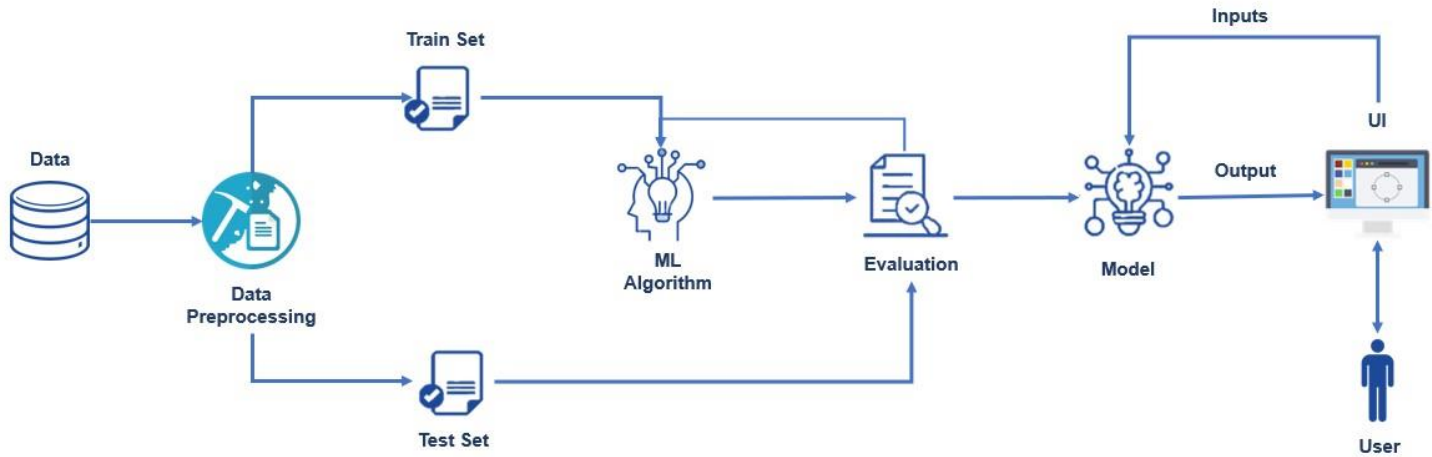 Inputs
Train Set
UI
Data
Output
ML
Algorithm
Evaluation
Model
Data
Preprocessing
Test Set
User